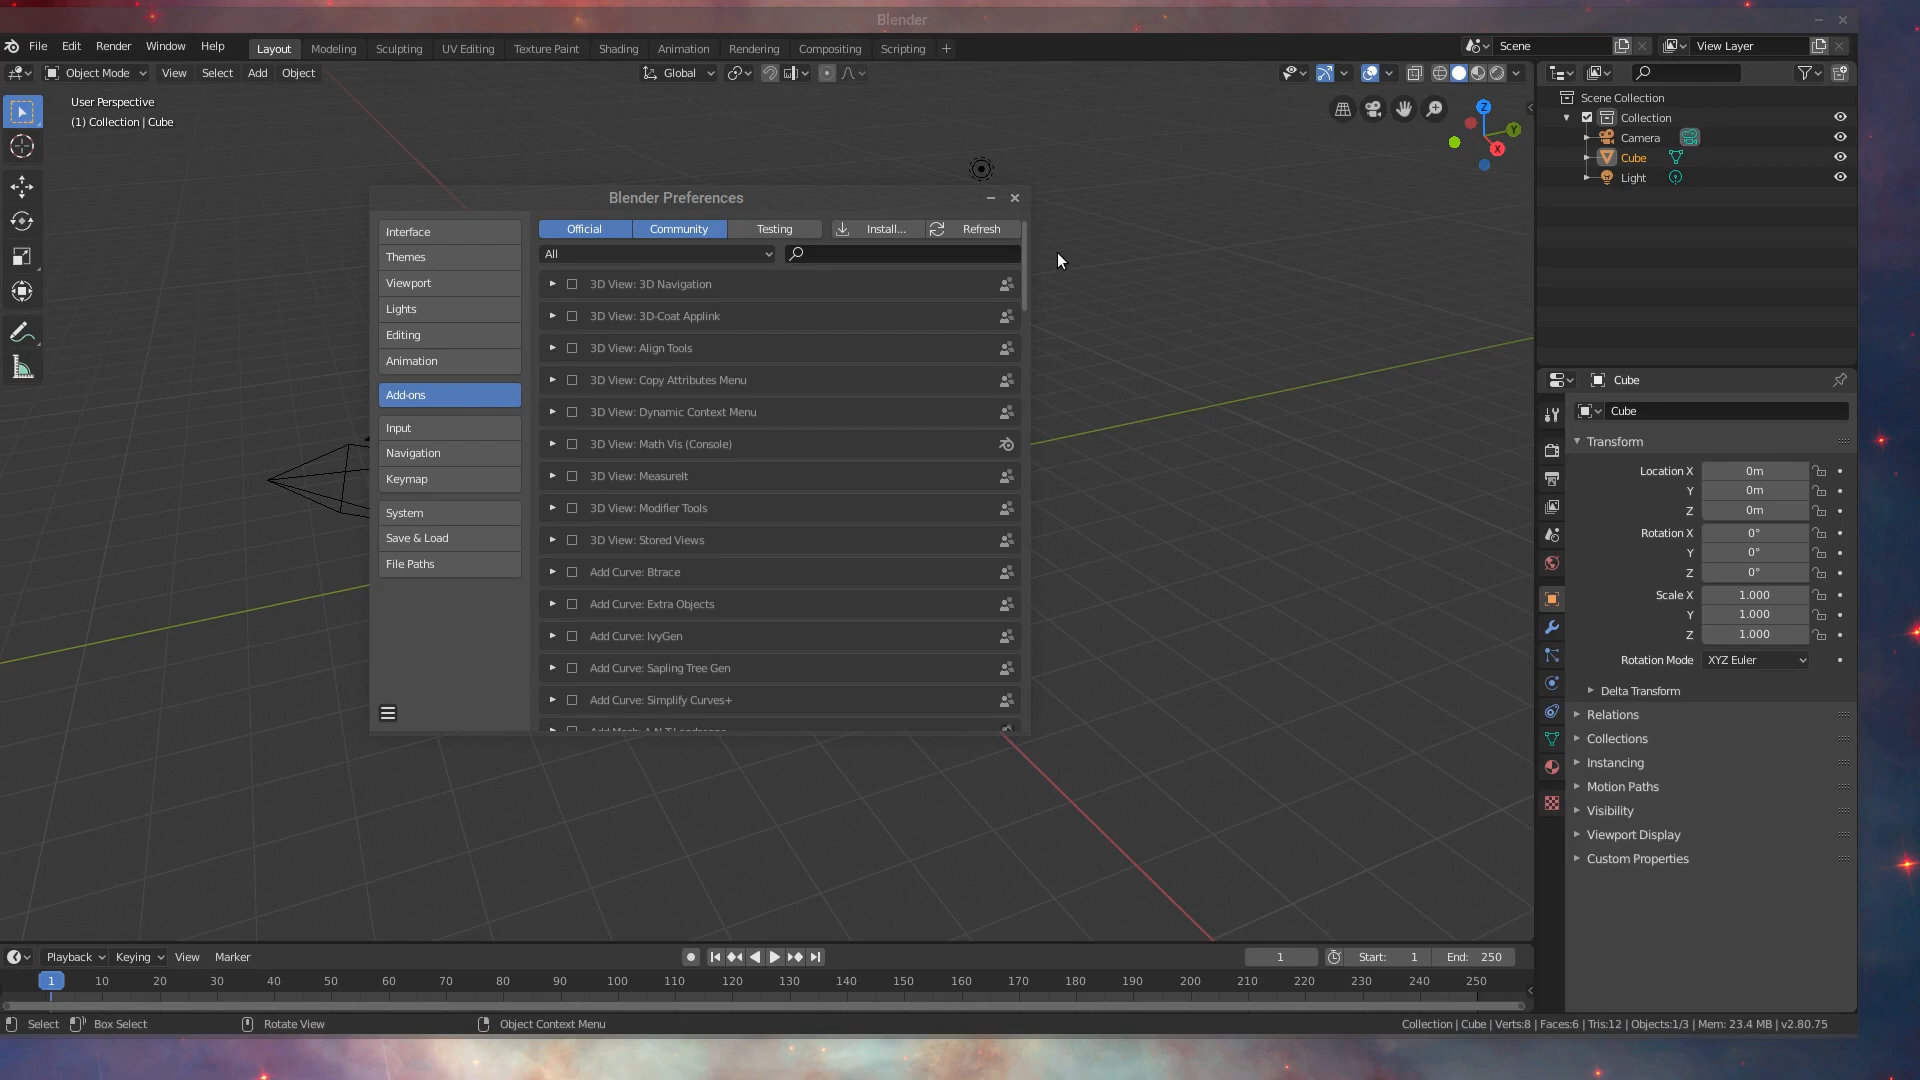 Blender
File Edit Render Window Help
Layout Modeling Sculpting UV Editing Texture Paint Shading Animation Rendering Compositing Scripting +
Scene
View Layer
Object Mode View Select Add Object
Global
User Perspective
(1) Collection | Cube
Z
Y
X
Scene Collection
Collection
Camera
Cube
Light
Blender Preferences
Interface
Themes
Viewport
Lights
Editing
Animation
Add-ons
Input
Navigation
Keymap
System
Save & Load
File Paths
Official Community Testing Install... Refresh
All
3D View: 3D Navigation
3D View: 3D-Coat Applink
3D View: Align Tools
3D View: Copy Attributes Menu
3D View: Dynamic Context Menu
3D View: Math Vis (Console)
3D View: MeasureIt
3D View: Modifier Tools
3D View: Stored Views
Add Curve: Btrace
Add Curve: Extra Objects
Add Curve: IvyGen
Add Curve: Sapling Tree Gen
Add Curve: Simplify Curves+
Add Mesh: A.N.T.Landscape
Cube
Cube
Transform
Location X 0m
Y 0m
Z 0m
Rotation X 0°
Y 0°
Z 0°
Scale X 1.000
Y 1.000
Z 1.000
Rotation Mode XYZ Euler
Delta Transform
Relations
Collections
Instancing
Motion Paths
Visibility
Viewport Display
Custom Properties
Playback Keying View Marker
1 Start: 1 End: 250
1 10 20 30 40 50 60 70 80 90 100 110 120 130 140 150 160 170 180 190 200 210 220 230 240 250
Select Box Select Rotate View Object Context Menu
Collection | Cube | Verts:8 | Faces:6 | Tris:12 | Objects:1/3 | Mem: 23.4 MB | v2.80.75